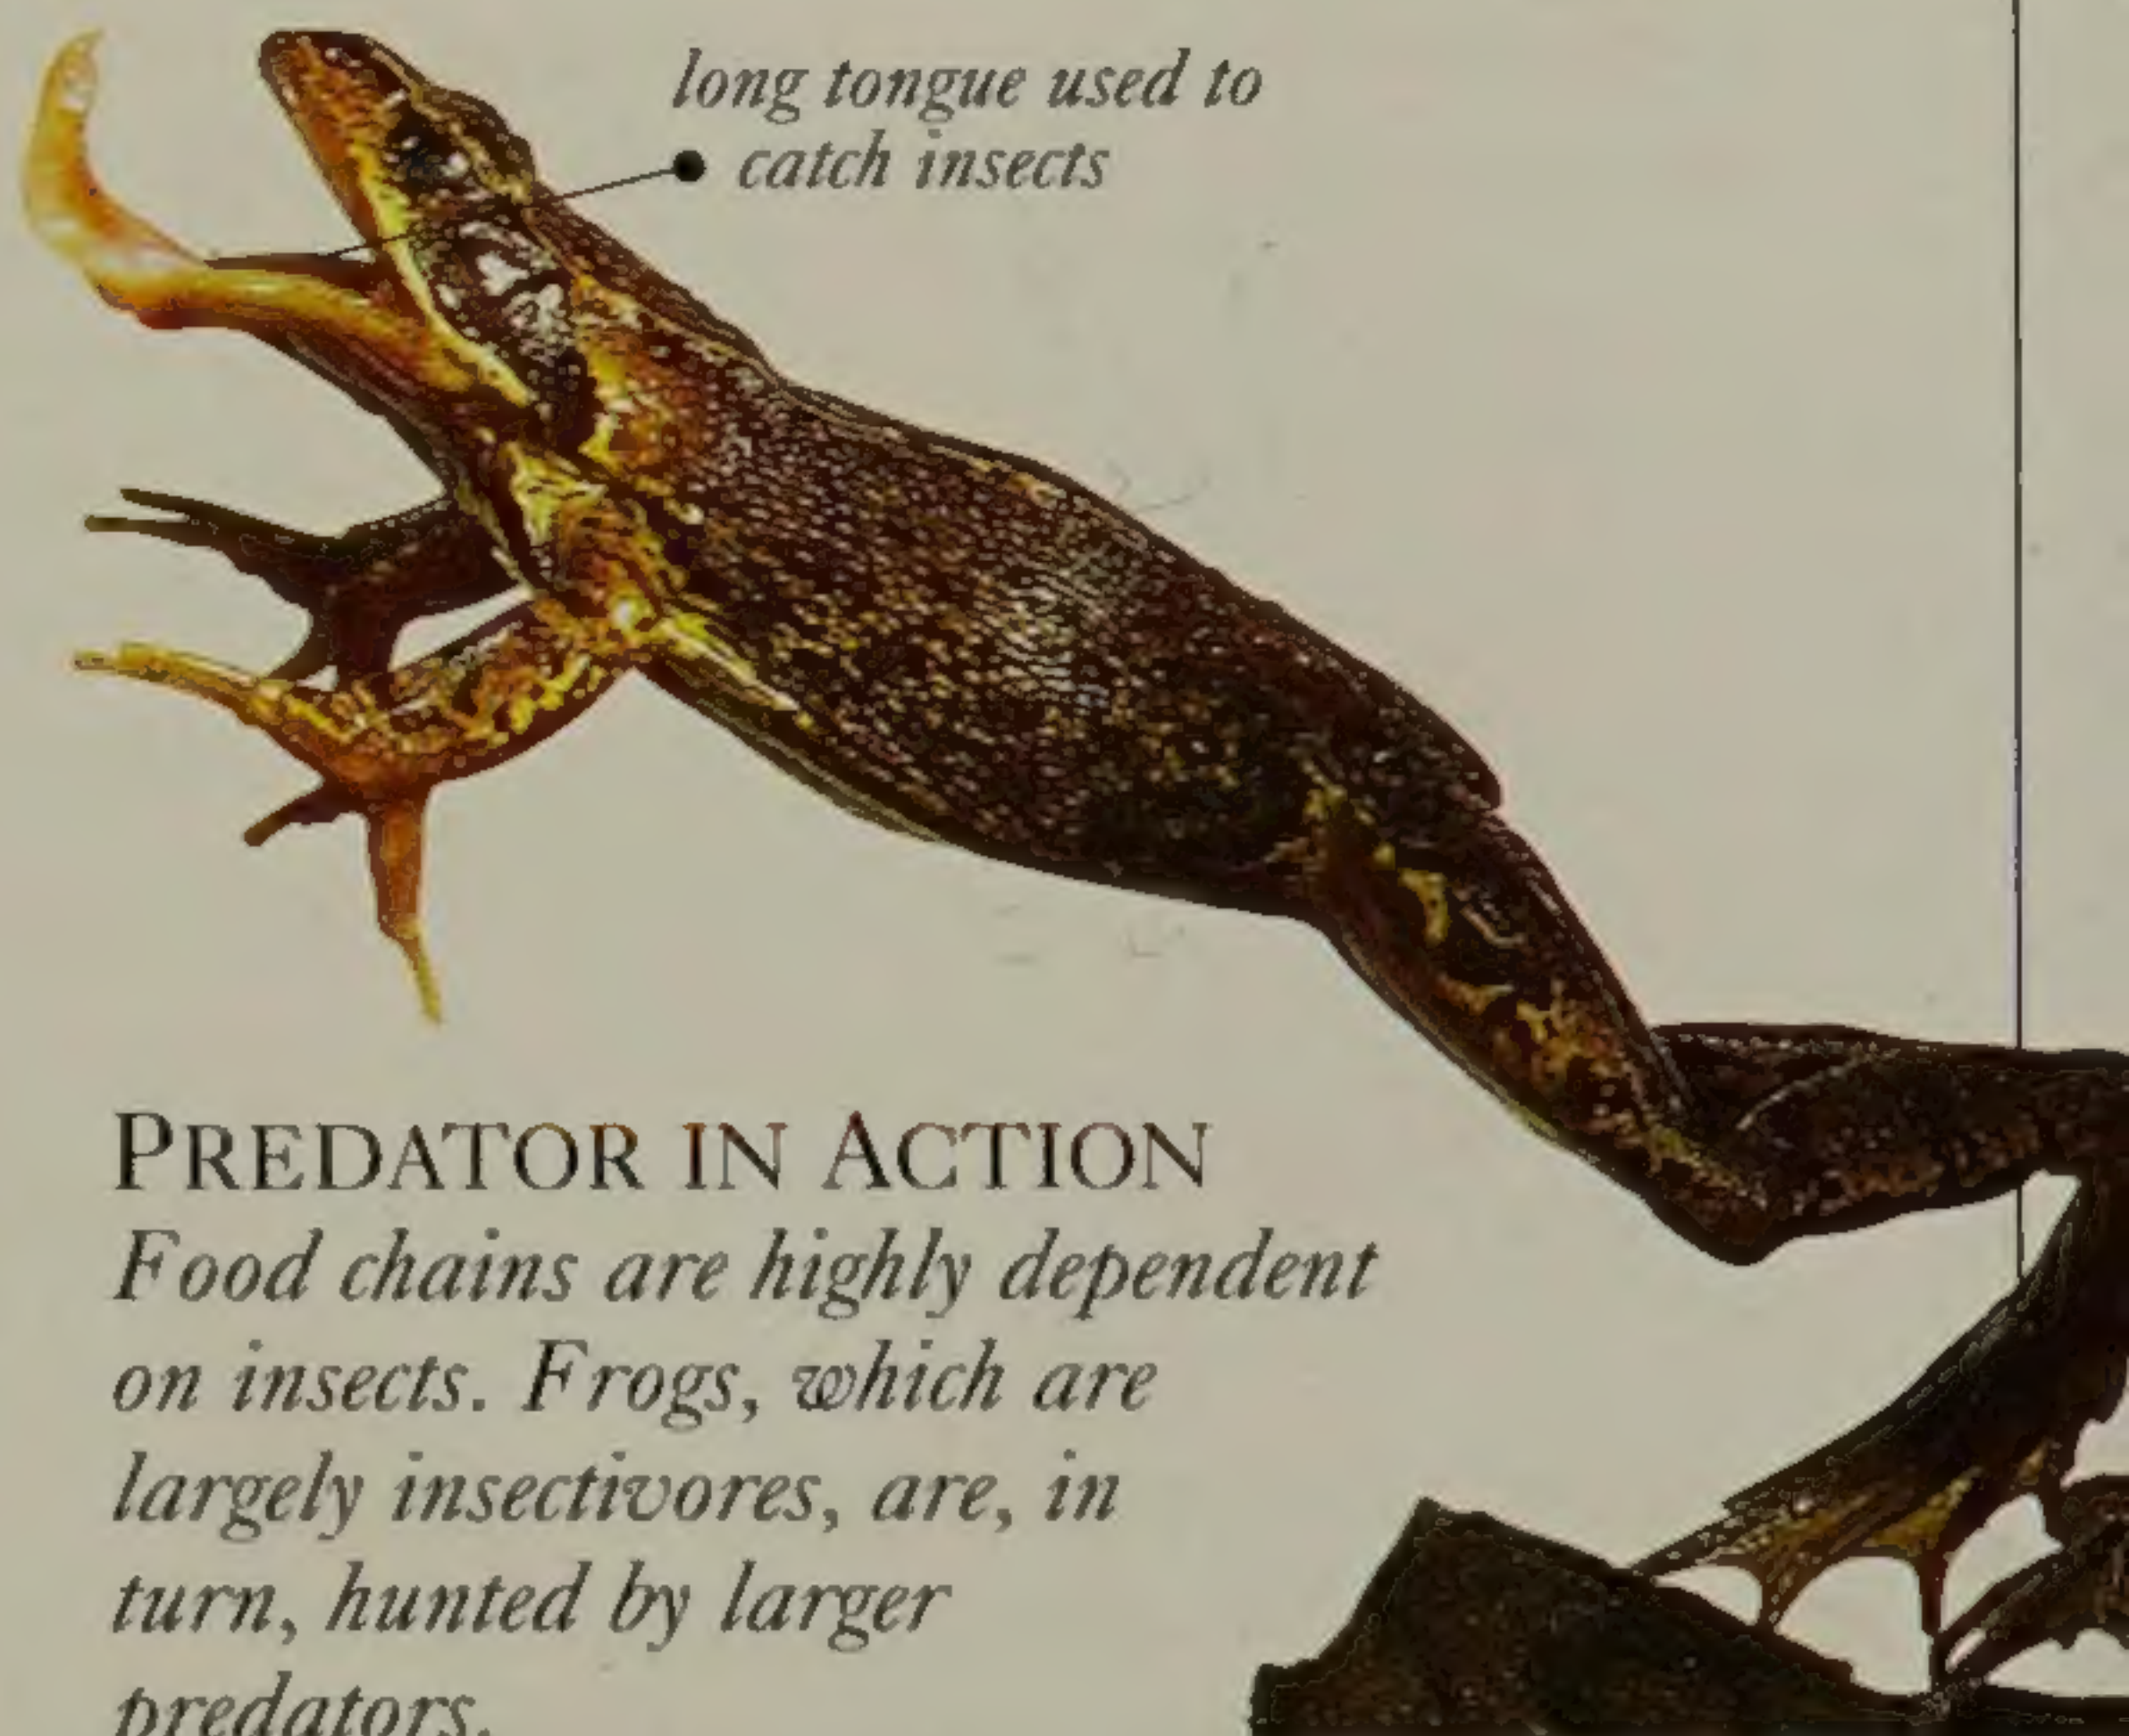 long tongue used to
catch insects
PREDATOR IN ACTION
Food chains are highly dependent
on insects. Frogs, which are
largely insectivores, are, in
turn, hunted by larger
predators.